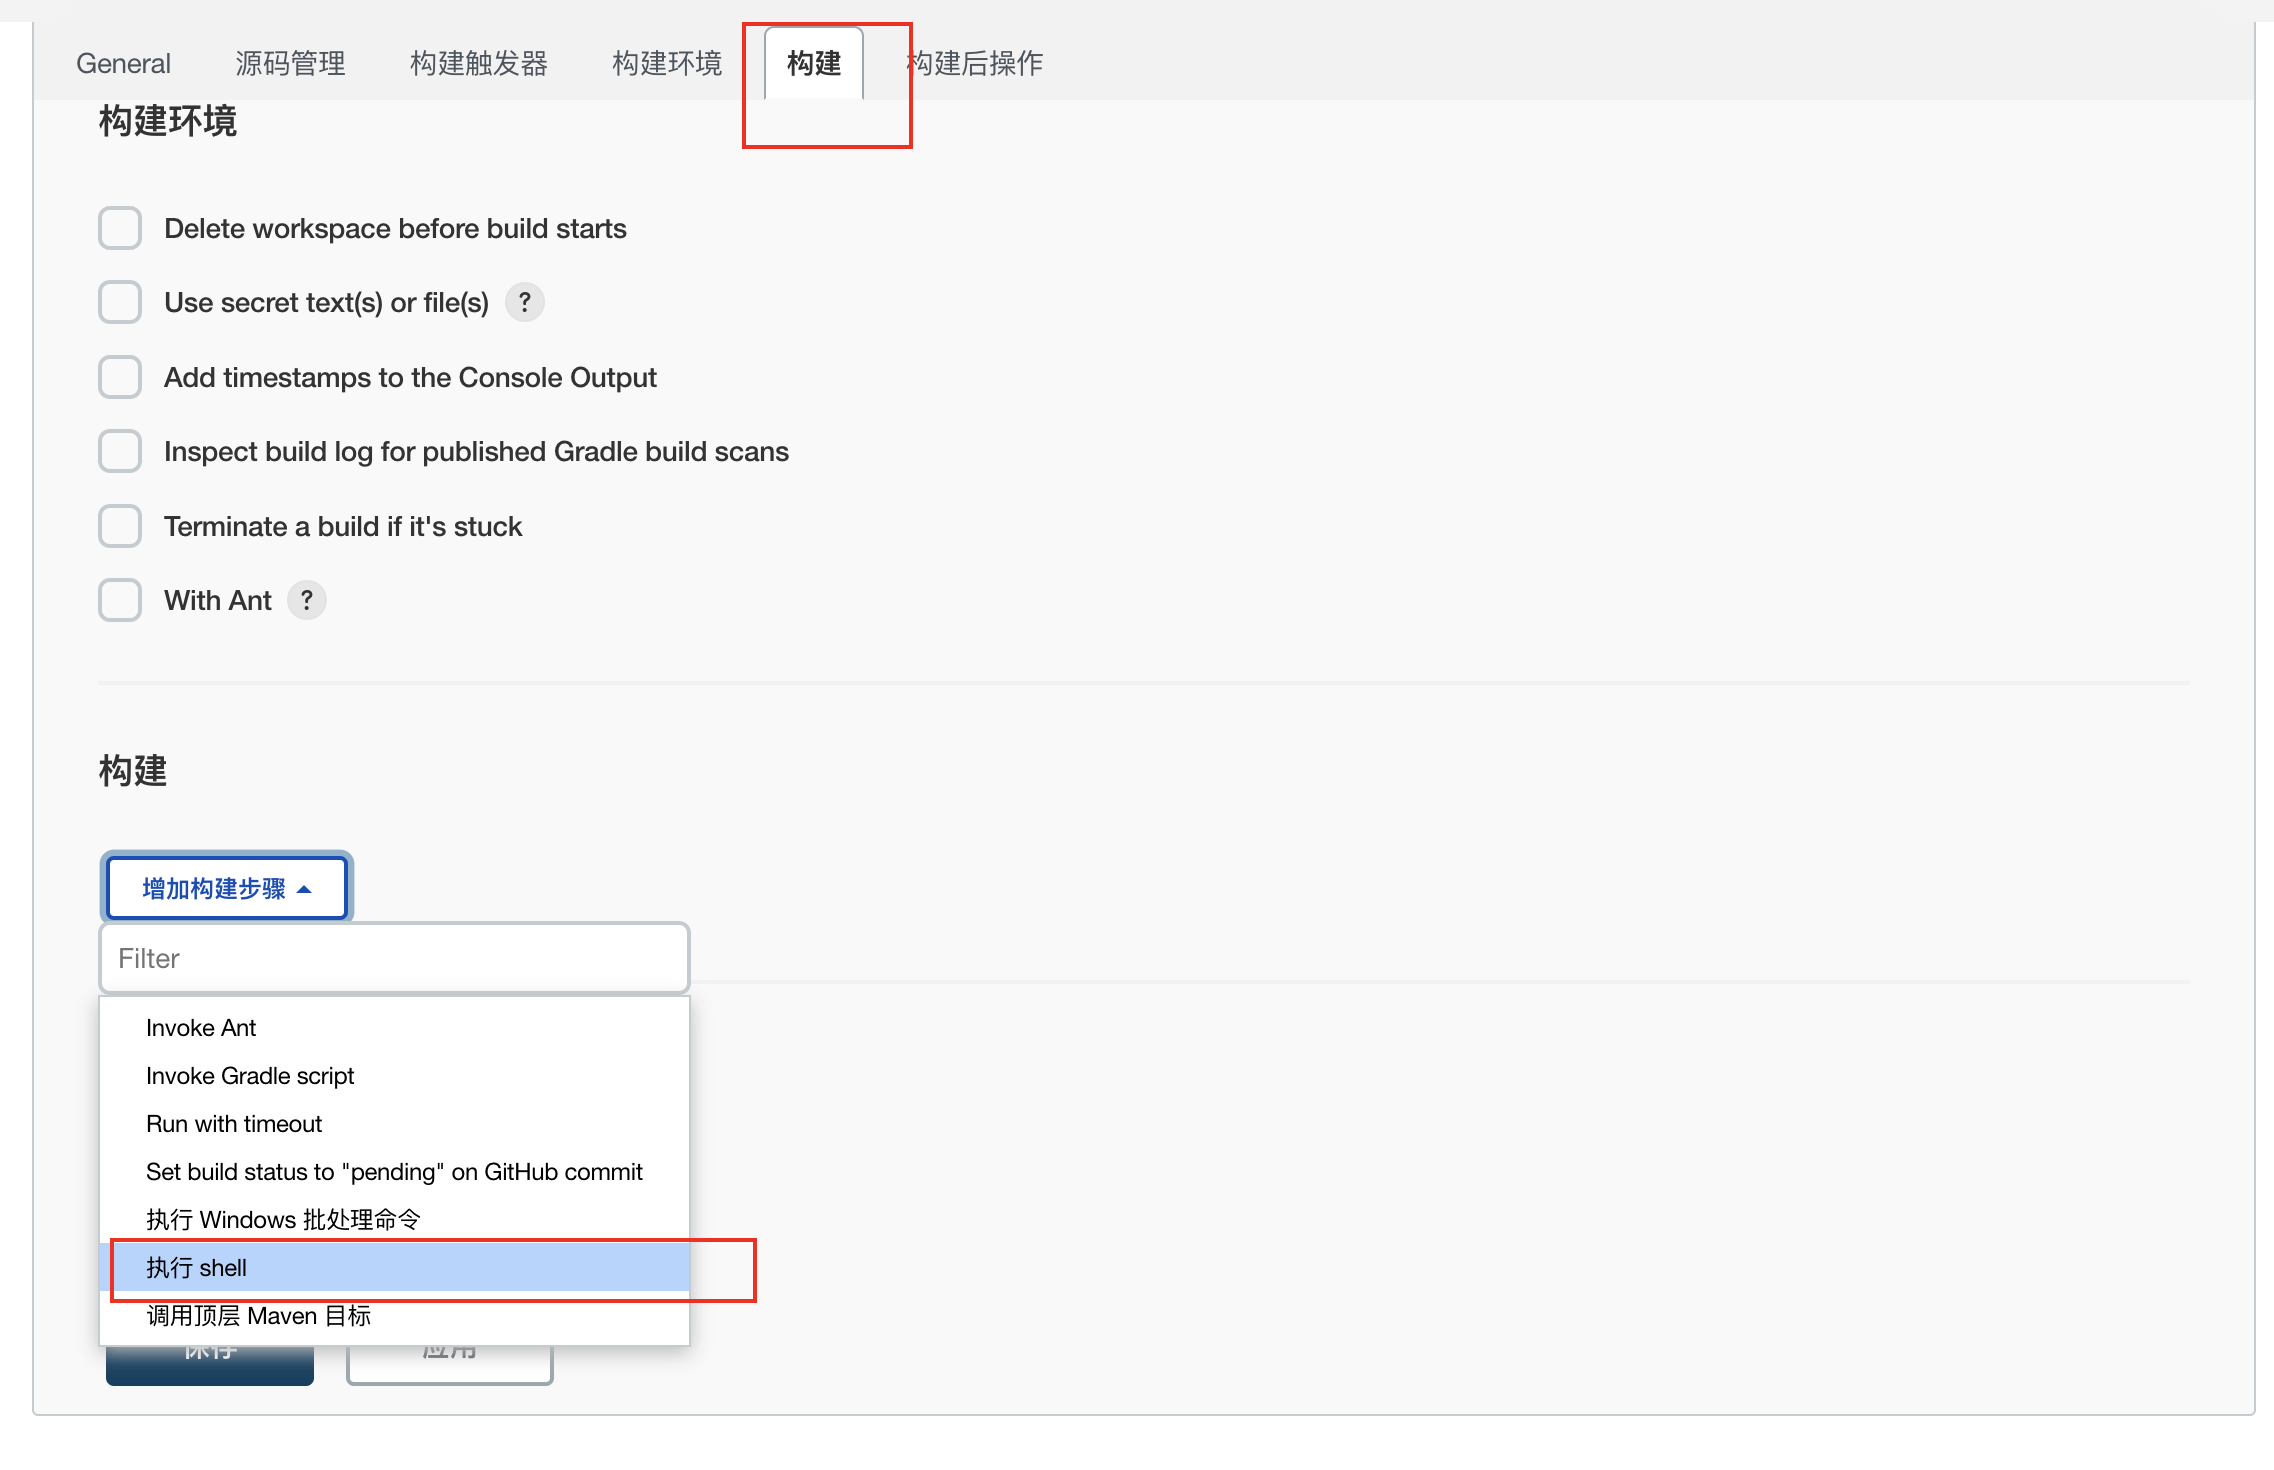 General 源码管理 构建触发器 构建环境 构建 构建后操作
构建环境
Delete workspace before build starts
Use secret text(s) or file(s) ?
Add timestamps to the Console Output
Inspect build log for published Gradle build scans
Terminate a build if it's stuck
With Ant ?
构建
增加构建步骤
Filter
Invoke Ant
Invoke Gradle script
Run with timeout
Set build status to "pending" on GitHub commit
执行 Windows 批处理命令
执行 shell
调用顶层 Maven 目标
保存 应用